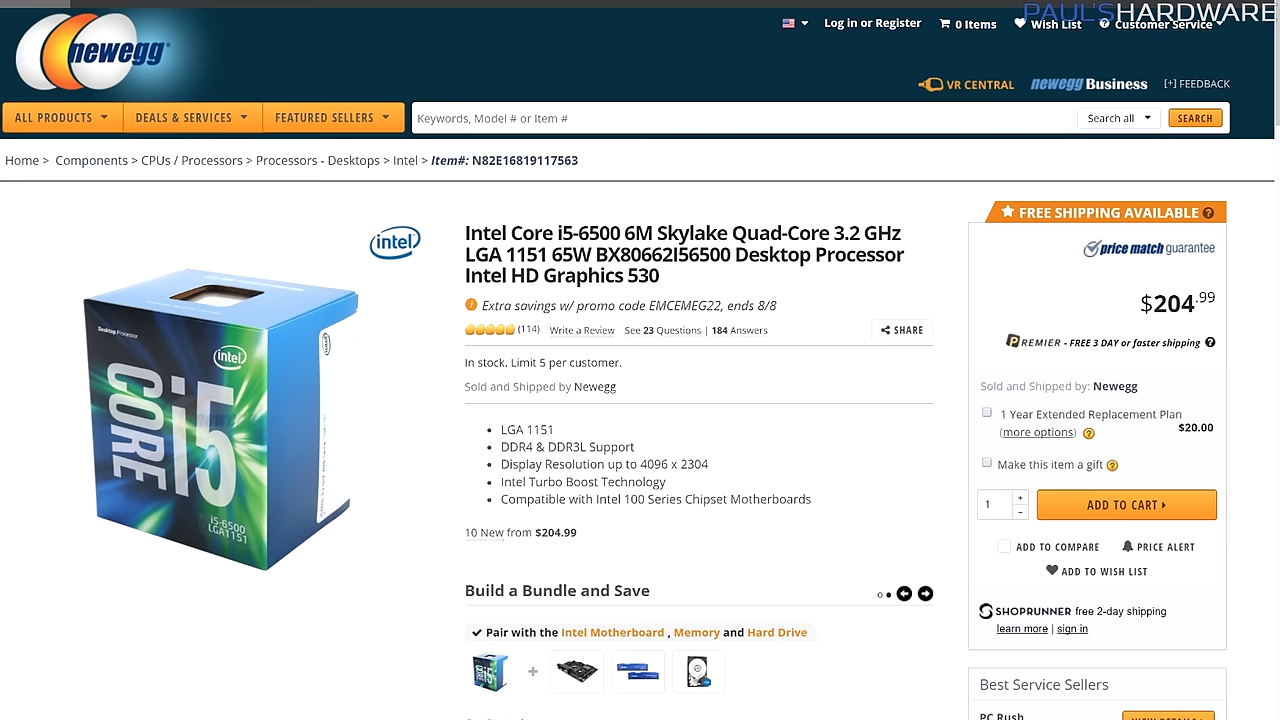 PAUL'SHARDWARE
Log in or Register
0 Items
Wish List
Customer Service
newegg
VR CENTRAL
newegg Business
[+] FEEDBACK
ALL PRODUCTS
DEALS & SERVICES
FEATURED SELLERS
Keywords, Model # or Item #
Search all
SEARCH
Home > Components > CPUs / Processors > Processors - Desktops > Intel > Item#: N82E16819117563
FREE SHIPPING AVAILABLE ?
intel
Intel Core i5-6500 6M Skylake Quad-Core 3.2 GHz
LGA 1151 65W BX80662I56500 Desktop Processor
Intel HD Graphics 530
Extra savings w/ promo code EMCEMEG22, ends 8/8
(114) Write a Review See 23 Questions | 184 Answers
SHARE
In stock. Limit 5 per customer.
Sold and Shipped by Newegg
LGA 1151
DDR4 & DDR3L Support
Display Resolution up to 4096 x 2304
Intel Turbo Boost Technology
Compatible with Intel 100 Series Chipset Motherboards
10 New from $204.99
Build a Bundle and Save
Pair with the Intel Motherboard , Memory and Hard Drive
Desktop Processor
intel
intel
CORE i5
i5-6500
LGA1151
price match guarantee
$204.99
PREMIER - FREE 3 DAY or faster shipping ?
Sold and Shipped by: Newegg
1 Year Extended Replacement Plan
(more options) ?
$20.00
Make this item a gift ?
1
+
−
ADD TO CART
ADD TO COMPARE
PRICE ALERT
ADD TO WISH LIST
SHOPRUNNER free 2-day shipping
learn more | sign in
Best Service Sellers
PC Rush